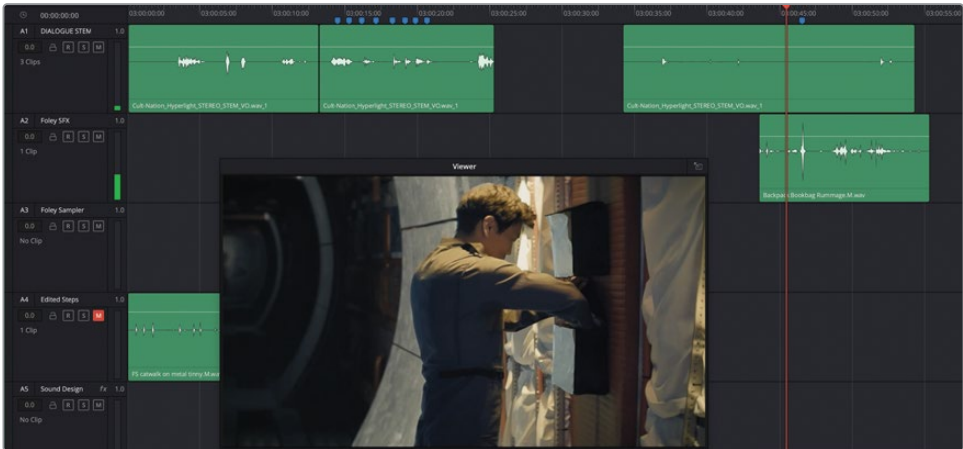 00:00:00:00
03:00:00:00 03:00:05:00 03:00:10:00 03:00:15:00 03:00:20:00 03:00:25:00 03:00:30:00 03:00:35:00 03:00:40:00 03:00:45:00 03:00:52:00 03:00:55:00
A1 DIALOGUE STEM 1.0
0.0 R S M
3 Clips
Cult-Nation_Hyperlight_STEREO_STEM_VO.wav_1
Cult-Nation_Hyperlight_STEREO_STEM_VO.wav_1
Cult-Nation_Hyperlight_STEREO_STEM_VO.wav_1
A2 Foley SFX 1.0
0.0 R S M
1 Clip
Backpack Bookbag Rummage.M.wav
Viewer
A3 Foley Sampler 1.0
0.0 R S M
No Clip
A4 Edited Steps 1.0
0.0 R S M
1 Clip
FS catwalk on metal tinny.M.wa
A5 Sound Design fx 1.0
0.0 R S M
No Clip